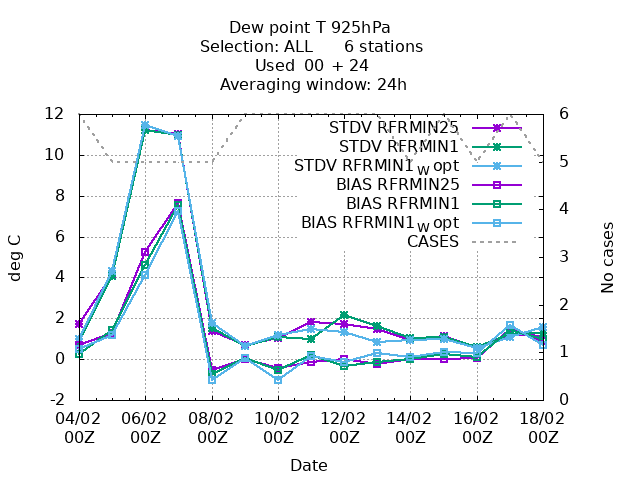 Dew point T 925hPa
Selection: ALL 6 stations
Used 00 + 24
Averaging window: 24h
12 6
STDV RFRMIN25
STDV RFRMIN1
10 5
STDV RFRMIN1W opt
BIAS RFRMIN25
8 4
BIAS RFRMIN1
BIAS RFRMIN1W opt
6 3
CASES
4 2
2
0 1
-2 0
deg C
No cases
04/02 06/02 08/02 10/02 12/02 14/02 16/02 18/02
00Z 00Z 00Z 00Z 00Z 00Z 00Z 00Z
Date